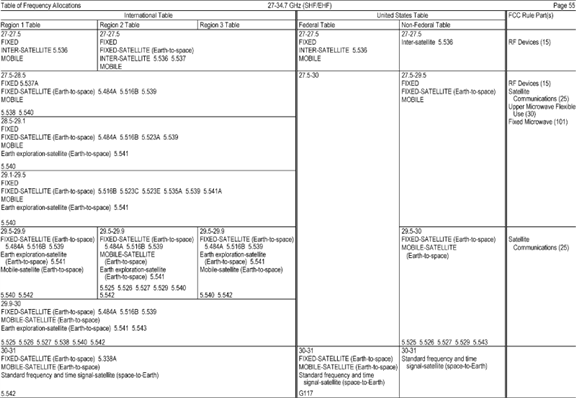 Table of Frequency Allocations
27-34.7 GHz (SHF/EHF)
Page 55
International Table
United States Table
FCC Rule Part(s)
Region 1 Table
Region 2 Table
Region 3 Table
Federal Table
Non-Federal Table
27-27.5
FIXED
INTER-SATELLITE 5.536
MOBILE
27-27.5
FIXED
FIXED-SATELLITE (Earth-to-space)
INTER-SATELLITE 5.536 5.537
MOBILE
27-27.5
FIXED
INTER-SATELLITE 5.536
MOBILE
27-27.5
Inter-satellite 5.536
RF Devices (15)
27.5-28.5
FIXED 5.537A
FIXED-SATELLITE (Earth-to-space) 5.484A 5.516B 5.539
MOBILE
5.538 5.540
27.5-30
27.5-29.5
FIXED
FIXED-SATELLITE (Earth-to-space)
MOBILE
RF Devices (15)
Satellite
Communications (25)
Upper Microwave Flexible
Use (30)
Fixed Microwave (101)
28.5-29.1
FIXED
FIXED-SATELLITE (Earth-to-space) 5.484A 5.516B 5.523A 5.539
MOBILE
Earth exploration-satellite (Earth-to-space) 5.541
5.540
29.1-29.5
FIXED
FIXED-SATELLITE (Earth-to-space) 5.516B 5.523C 5.523E 5.535A 5.539 5.541A
MOBILE
Earth exploration-satellite (Earth-to-space) 5.541
5.540
29.5-29.9
FIXED-SATELLITE (Earth-to-space)
5.484A 5.516B 5.539
Earth exploration-satellite
(Earth-to-space) 5.541
Mobile-satellite (Earth-to-space)
5.540 5.542
29.5-29.9
FIXED-SATELLITE (Earth-to-space)
5.484A 5.516B 5.539
MOBILE-SATELLITE
(Earth-to-space)
Earth exploration-satellite
(Earth-to-space) 5.541
5.525 5.526 5.527 5.529 5.540
5.542
29.5-29.9
FIXED-SATELLITE (Earth-to-space)
5.484A 5.516B 5.539
Earth exploration-satellite
(Earth-to-space) 5.541
Mobile-satellite (Earth-to-space)
5.540 5.542
29.5-30
FIXED-SATELLITE (Earth-to-space)
MOBILE-SATELLITE
(Earth-to-space)
Satellite
Communications (25)
29.9-30
FIXED-SATELLITE (Earth-to-space) 5.484A 5.516B 5.539
MOBILE-SATELLITE (Earth-to-space)
Earth exploration-satellite (Earth-to-space) 5.541 5.543
5.525 5.526 5.527 5.538 5.540 5.542
5.525 5.526 5.527 5.529 5.543
30-31
FIXED-SATELLITE (Earth-to-space) 5.338A
MOBILE-SATELLITE (Earth-to-space)
Standard frequency and time signal-satellite (space-to-Earth)
5.542
30-31
FIXED-SATELLITE (Earth-to-space)
MOBILE-SATELLITE (Earth-to-space)
Standard frequency and time
signal-satellite (space-to-Earth)
G117
30-31
Standard frequency and time
signal-satellite (space-to-Earth)